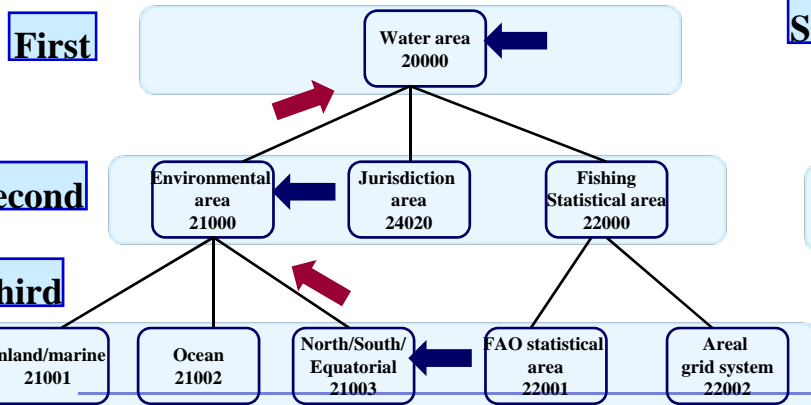 First
S
Water area
20000
econd
Environmental
area
21000
Jurisdiction
area
24020
Fishing
Statistical area
22000
hird
nland/marine
21001
Ocean
21002
North/South/
Equatorial
21003
FAO statistical
area
22001
Areal
grid system
22002